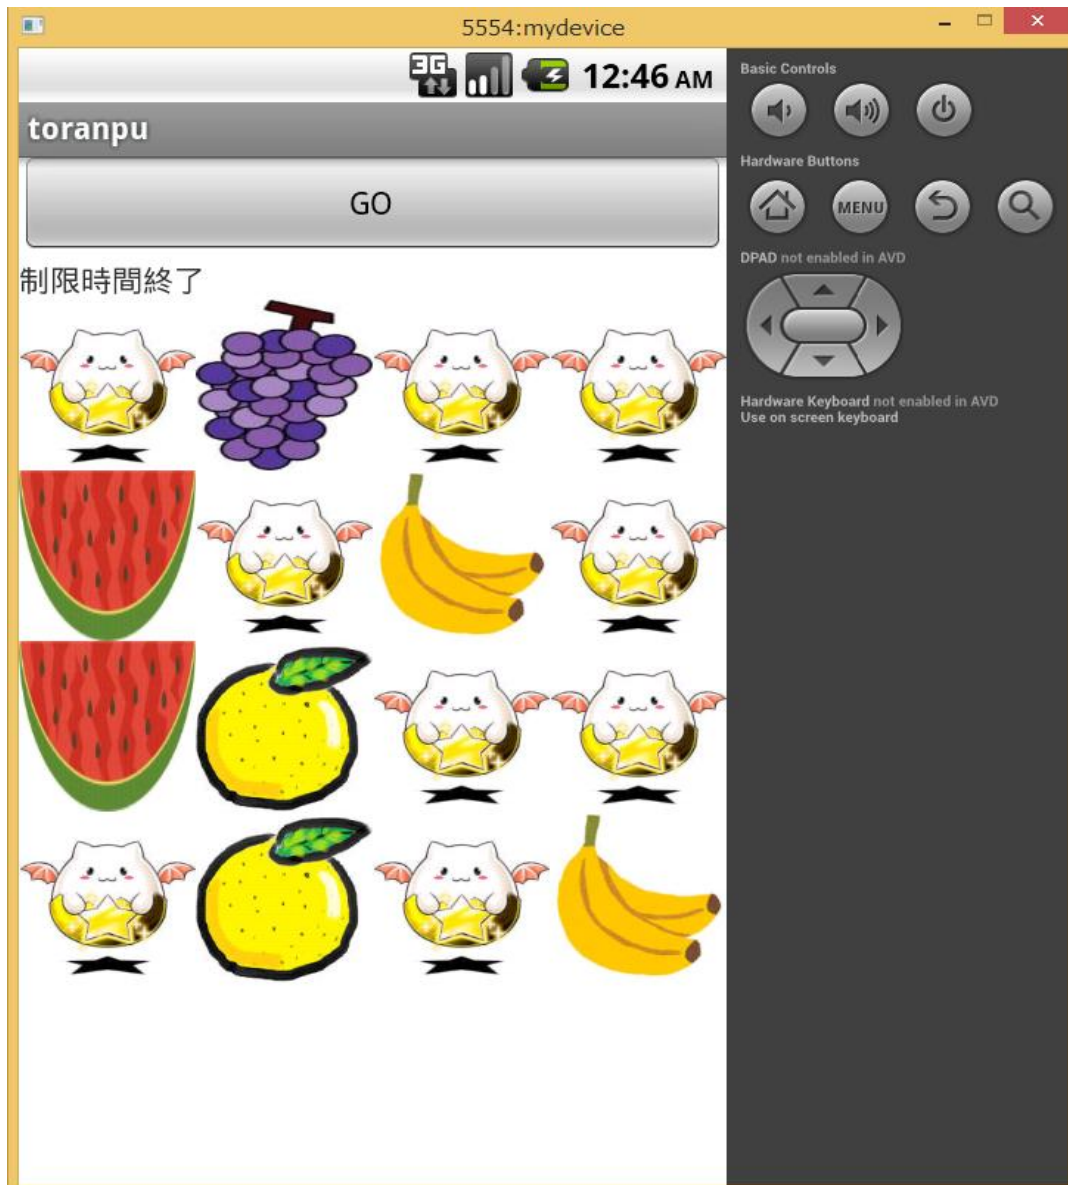 5554:mydevice
3G 12:46 AM
toranpu
GO
制限時間終了
Basic Controls
Hardware Buttons
MENU
DPAD not enabled in AVD
Hardware Keyboard not enabled in AVD
Use on screen keyboard